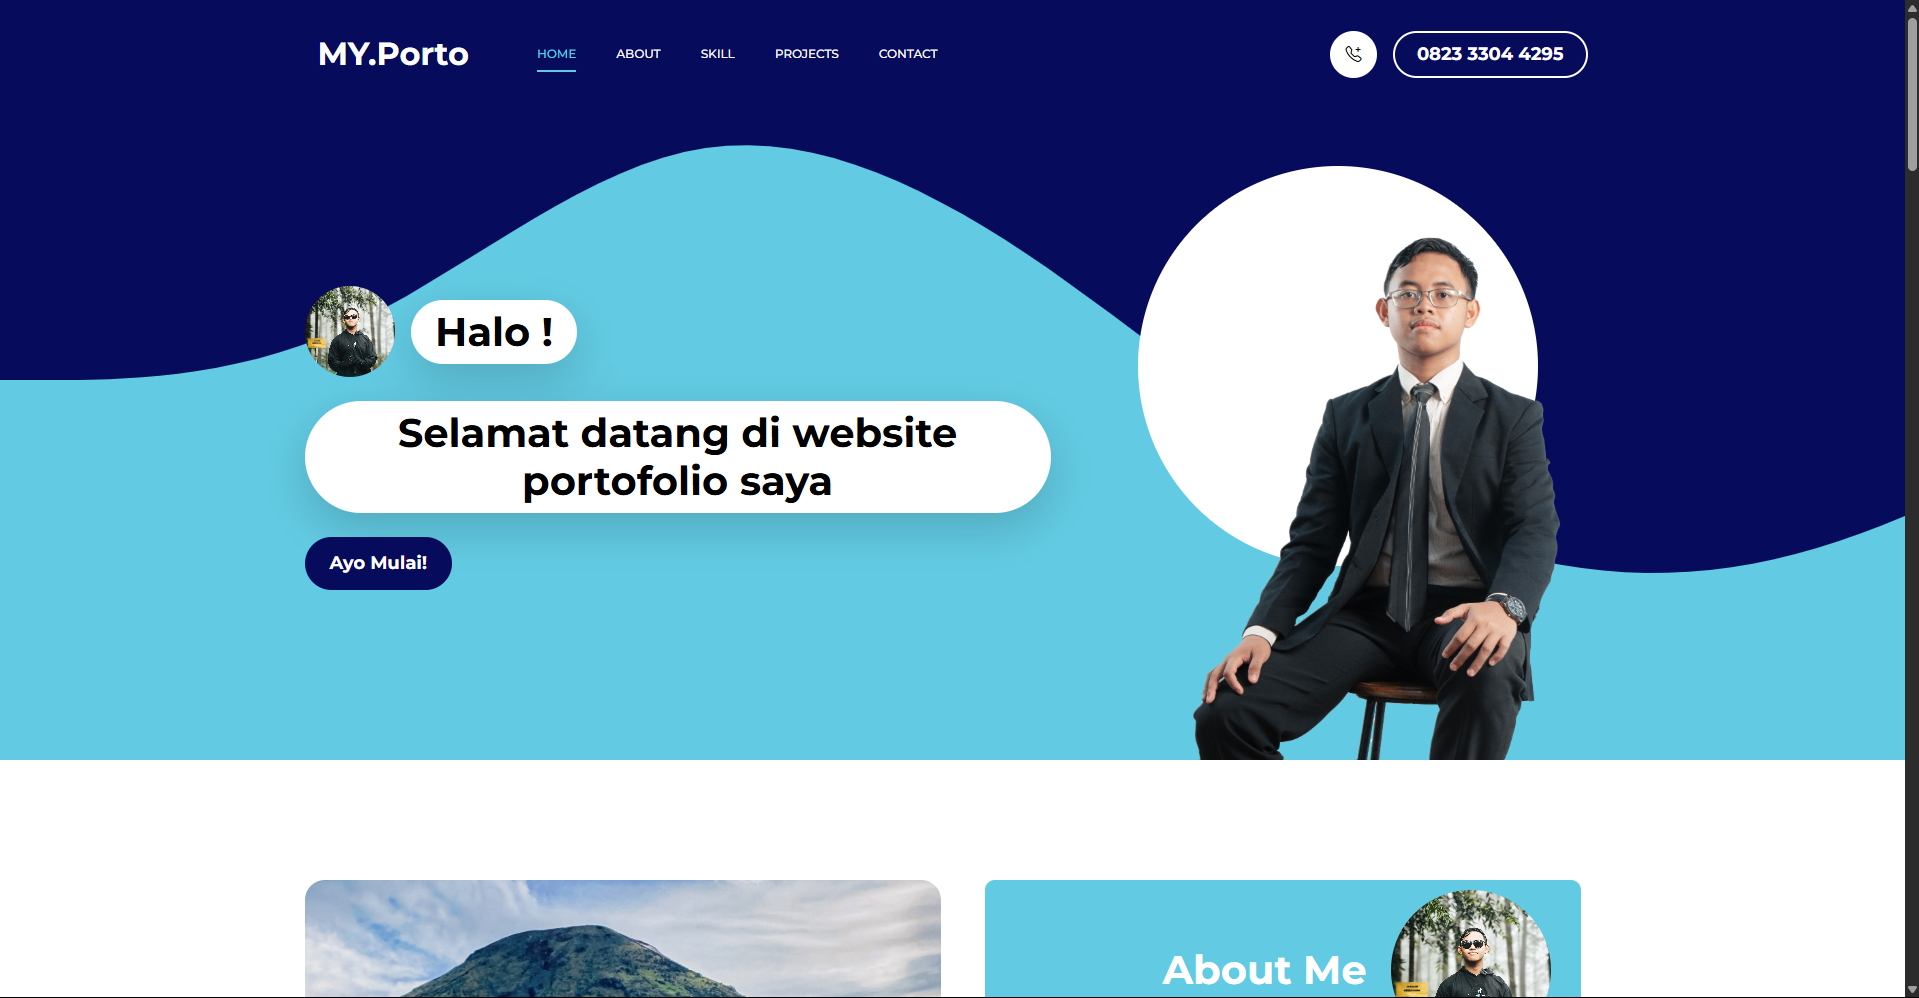 MY.Porto
HOME
ABOUT
SKILL
PROJECTS
CONTACT
0823 3304 4295
Halo !
Selamat datang di website
portofolio saya
Ayo Mulai!
About Me